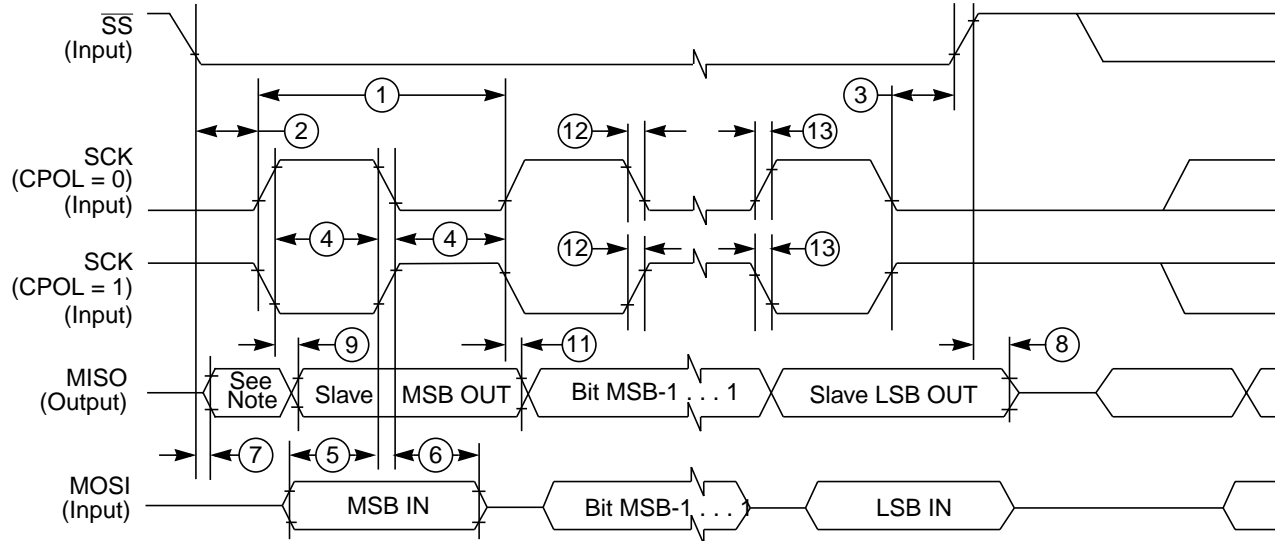 SS
(Input)
1
3
2
12
13
SCK
(CPOL = 0)
(Input)
4
4
12
13
SCK
(CPOL = 1)
(Input)
9
11
8
MISO
(Output)
See
Note
Slave
MSB OUT
Bit MSB-1 . . . 1
Slave LSB OUT
7
5
6
MOSI
(Input)
MSB IN
Bit MSB-1 . . . 1
LSB IN